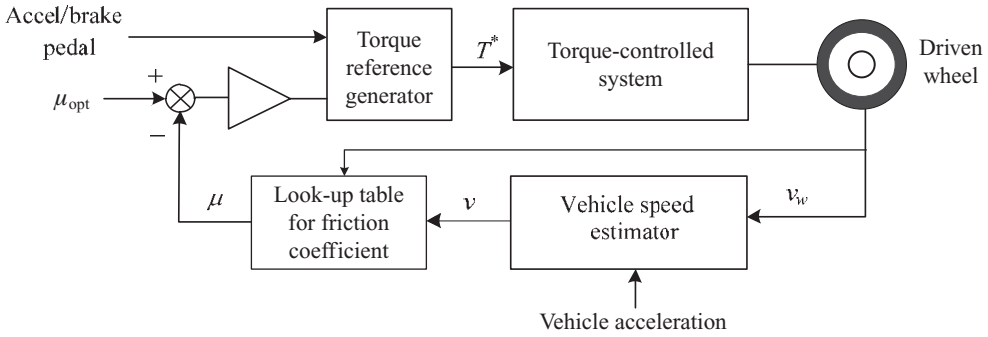 Accel/brake
pedal
Torque
reference
generator
T*
Torque-controlled
system
Driven
wheel
+
μopt
−
μ
Look-up table
for friction
coefficient
v
Vehicle speed
estimator
vw
Vehicle acceleration